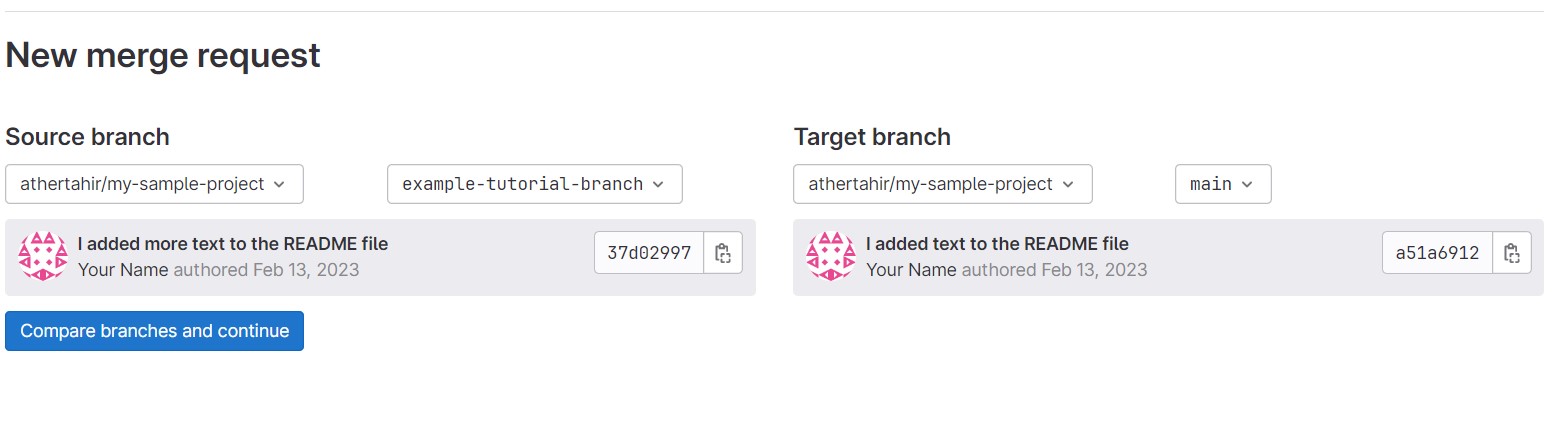 New merge request
Source branch
athertahir/my-sample-project
example-tutorial-branch
I added more text to the README file
Your Name authored Feb 13, 2023
37d02997
Compare branches and continue
Target branch
athertahir/my-sample-project
main
I added text to the README file
Your Name authored Feb 13, 2023
a51a6912